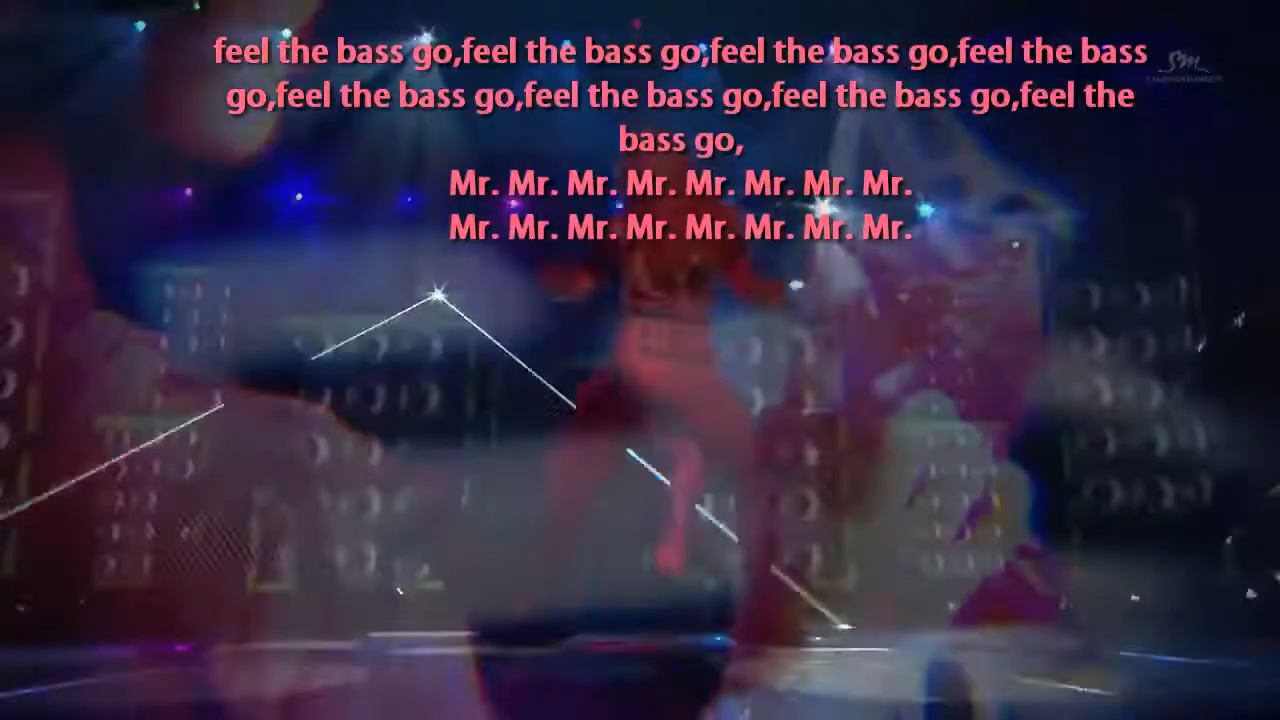 feel the bass go,feel the bass go,feel the bass go,feel the bass
go,feel the bass go,feel the bass go,feel the bass go,feel the
bass go,
Mr. Mr. Mr. Mr. Mr. Mr. Mr. Mr.
Mr. Mr. Mr. Mr. Mr. Mr. Mr. Mr.
SM